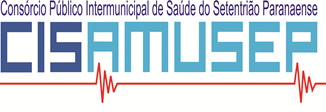 Consórcio Público Intermunicipal de Saúde do Setentrião Paranaense
CISAMUSEP